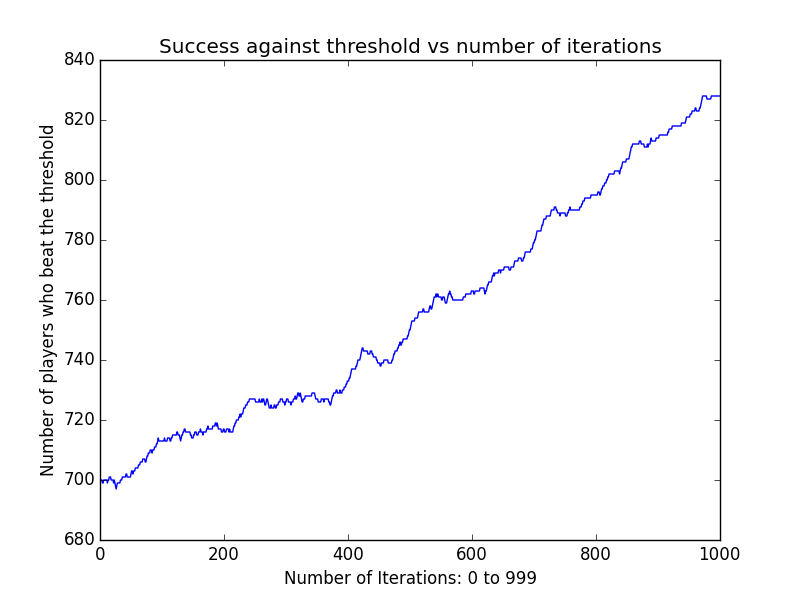 Success against threshold vs number of iterations
840
820
800
780
760
740
720
700
680
Number of players who beat the threshold
0 200 400 600 800 1000
Number of Iterations: 0 to 999